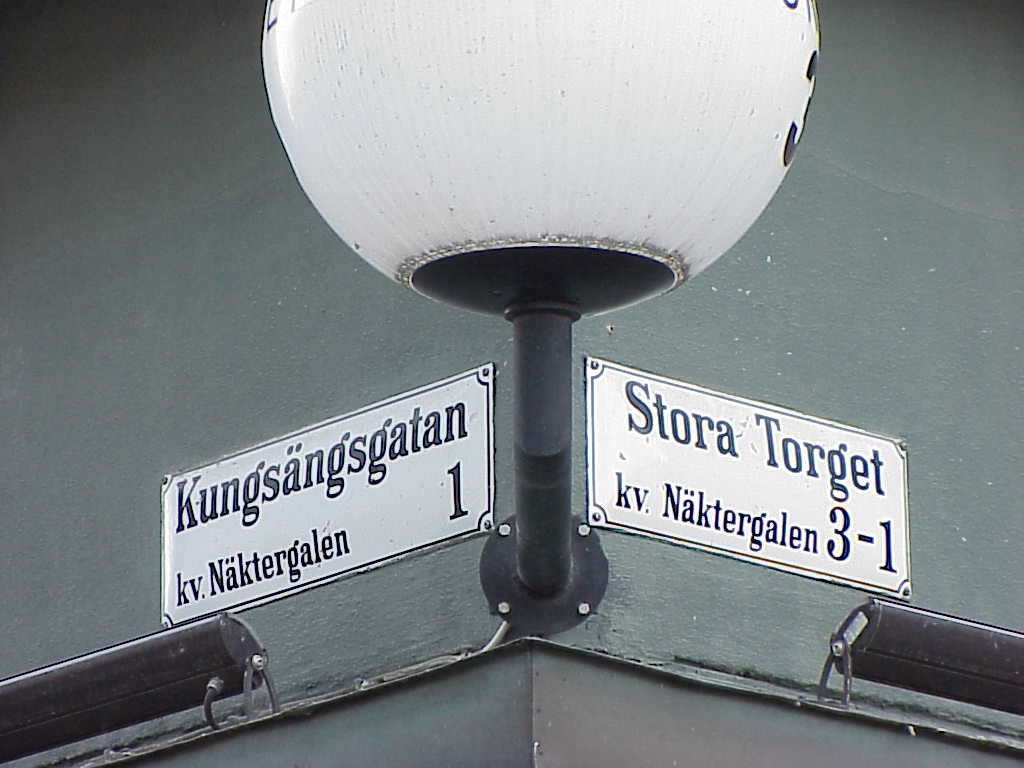 Kungsängsgatan
1
kv. Näktergalen
Stora Torget
kv. Näktergalen 3-1